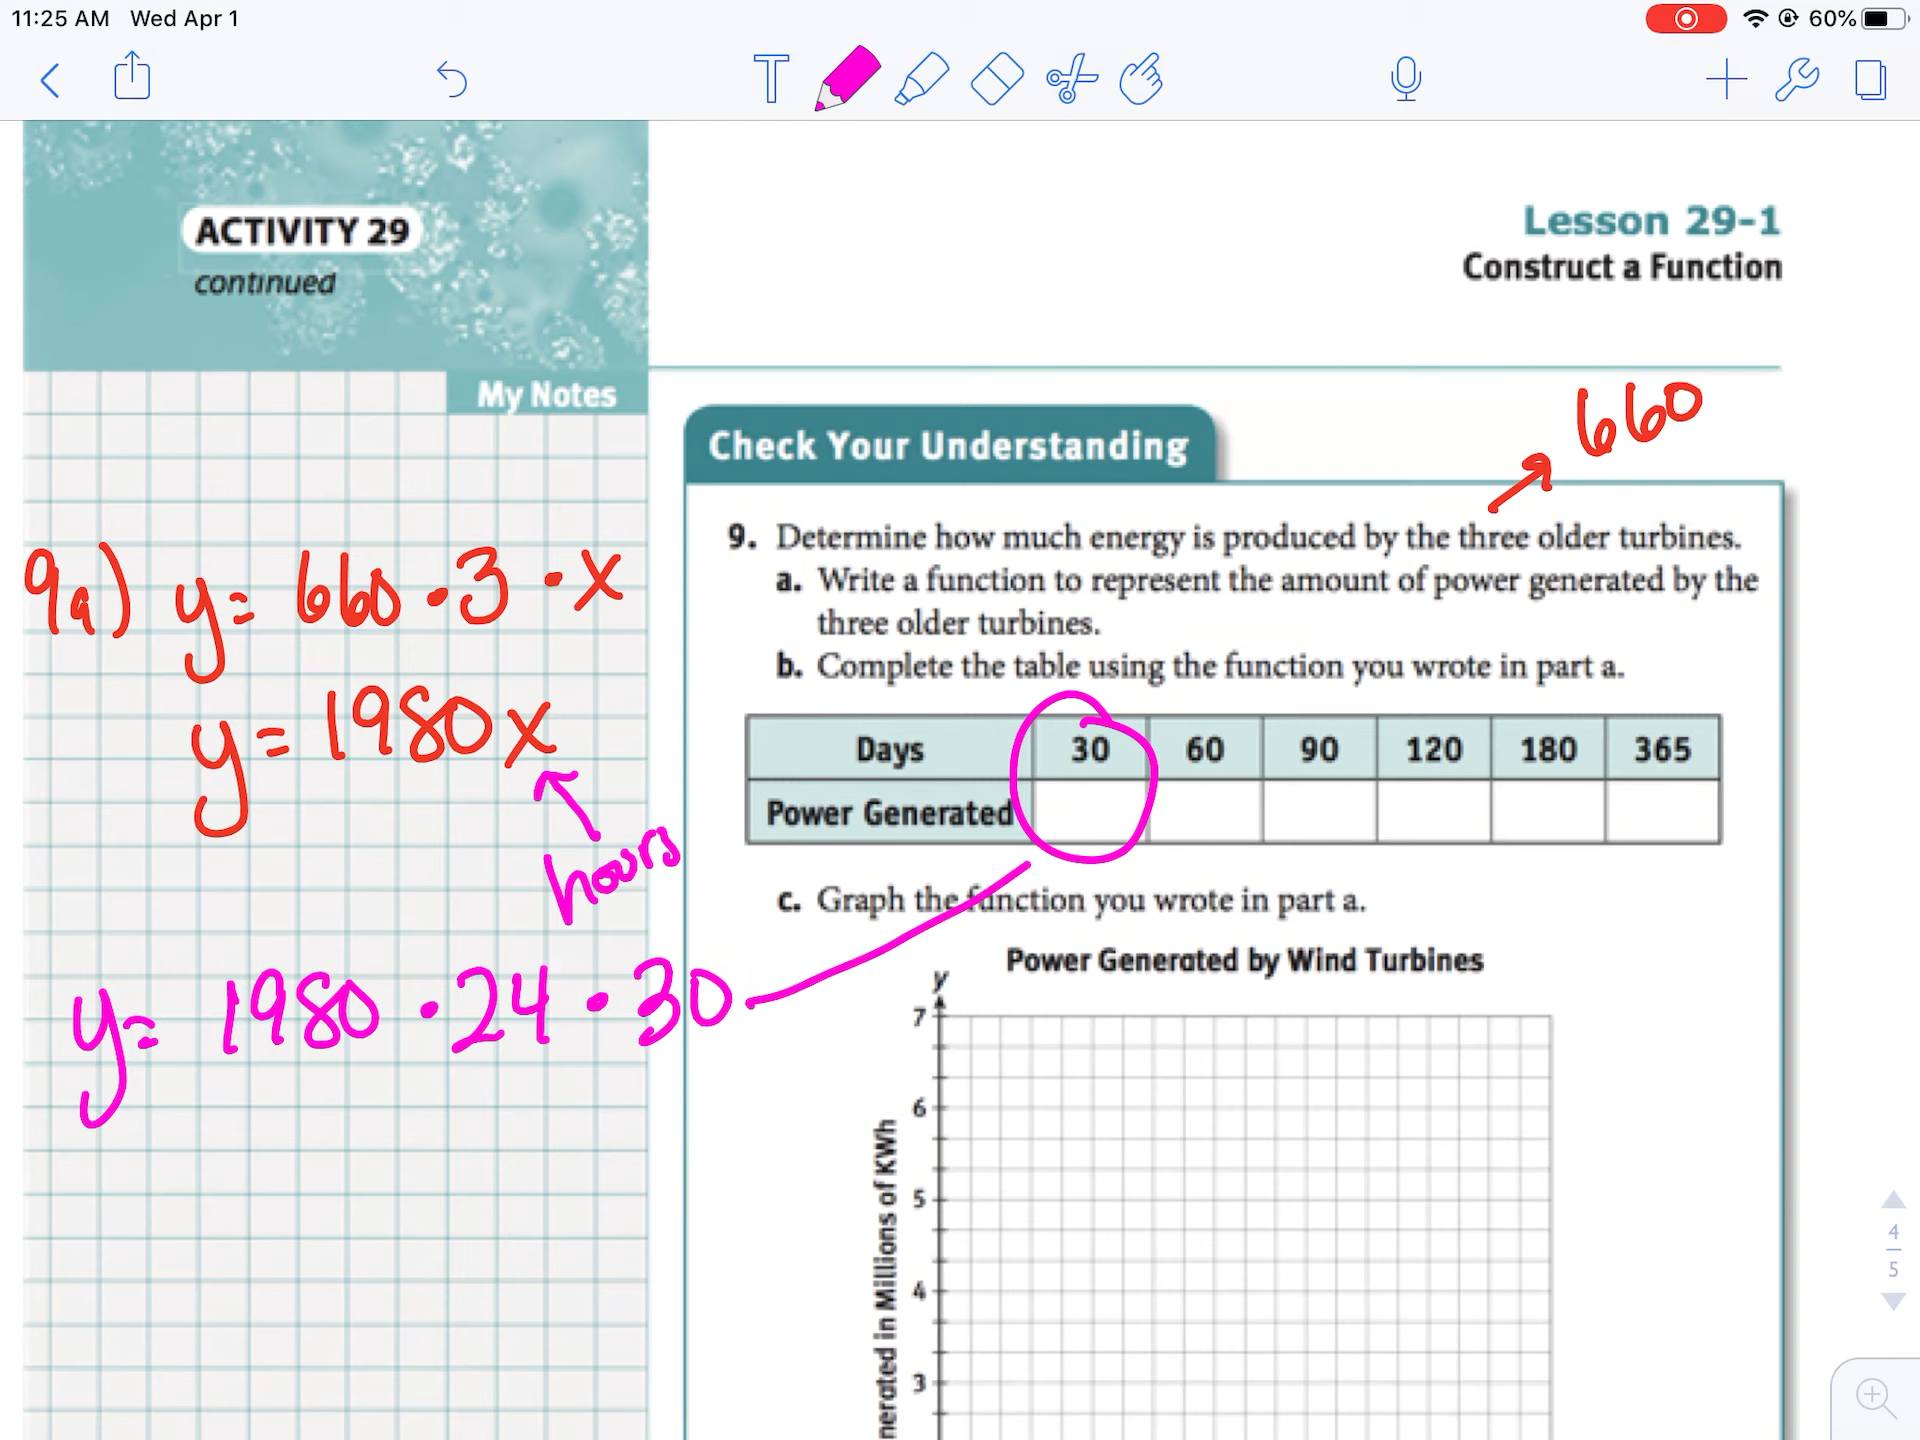 11:25 AM Wed Apr 1
60%
T
ACTIVITY 29
continued
Lesson 29-1
Construct a Function
My Notes
660
Check Your Understanding
9. Determine how much energy is produced by the three older turbines.
a. Write a function to represent the amount of power generated by the
three older turbines.
b. Complete the table using the function you wrote in part a.
9a) y= 660 · 3 · x
y= 1980x
hours
y= 1980 · 24 · 30
Days 30 60 90 120 180 365
Power Generated
c. Graph the function you wrote in part a.
Power Generated by Wind Turbines
y
7
6
5
4
3
nerated in Millions of KWh
4
5